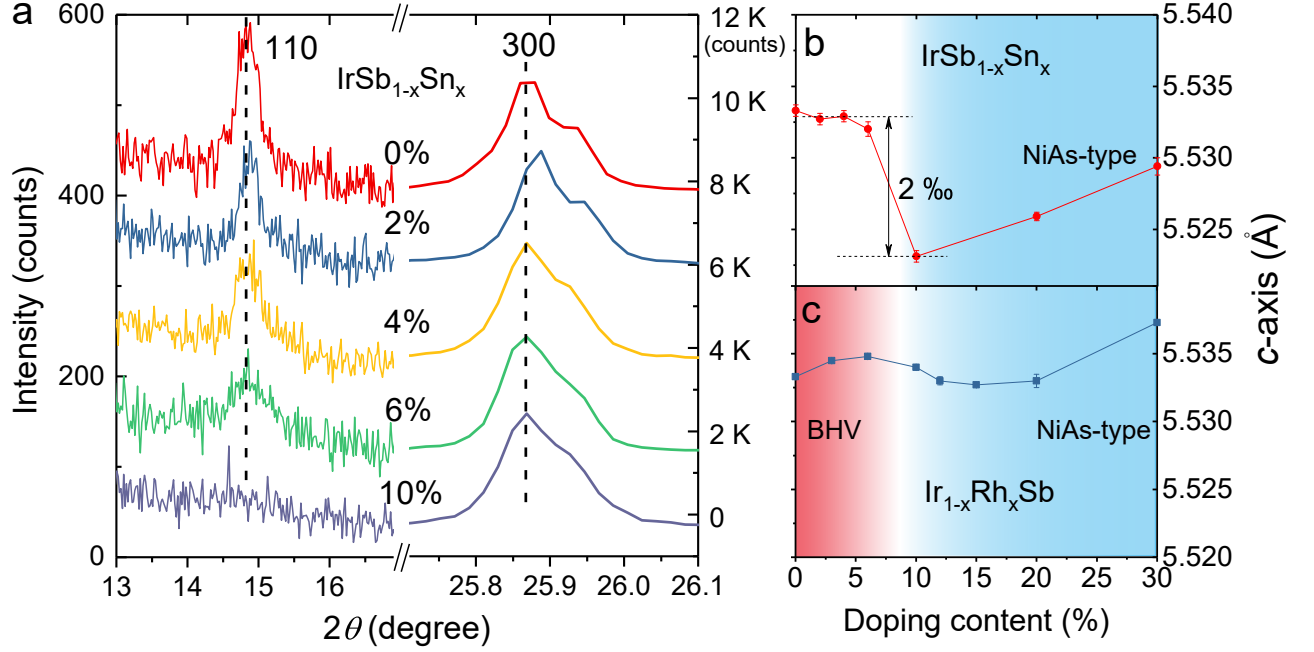 a
600
400
200
0
Intensity (counts)
110
300
IrSb₁₋ₓSnₓ
0%
2%
4%
6%
10%
12 K
(counts)
10 K
8 K
6 K
4 K
2 K
0
13
14
15
16
25.8
25.9
26.0
26.1
2θ (degree)
b
IrSb₁₋ₓSnₓ
NiAs-type
2 ‰
5.540
5.535
5.530
5.525
c
BHV
NiAs-type
Ir₁₋ₓRhₓSb
5.535
5.530
5.525
5.520
c-axis (Å)
0
5
10
15
20
25
30
Doping content (%)